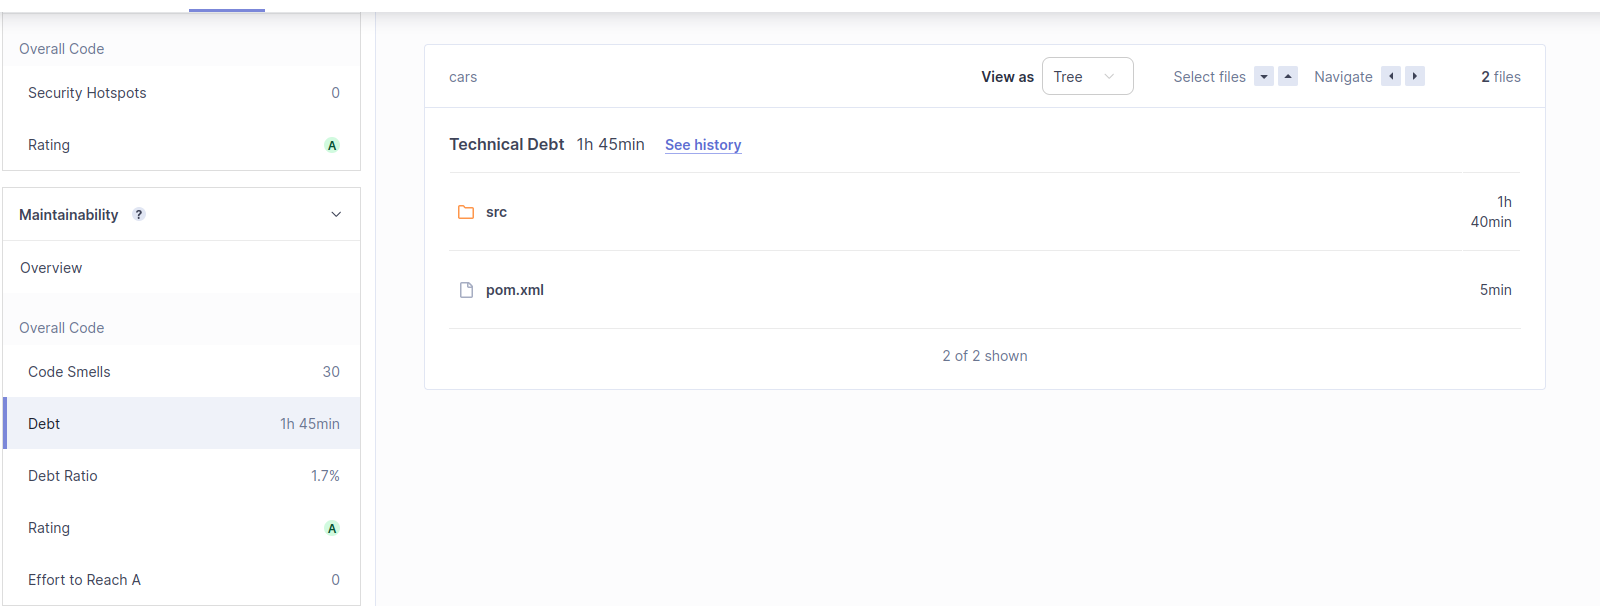 Overall Code
Security Hotspots 0
Rating A
Maintainability ?
Overview
Overall Code
Code Smells 30
Debt 1h 45min
Debt Ratio 1.7%
Rating A
Effort to Reach A 0
cars View as Tree Select files Navigate 2 files
Technical Debt 1h 45min See history
src 1h
40min
pom.xml 5min
2 of 2 shown